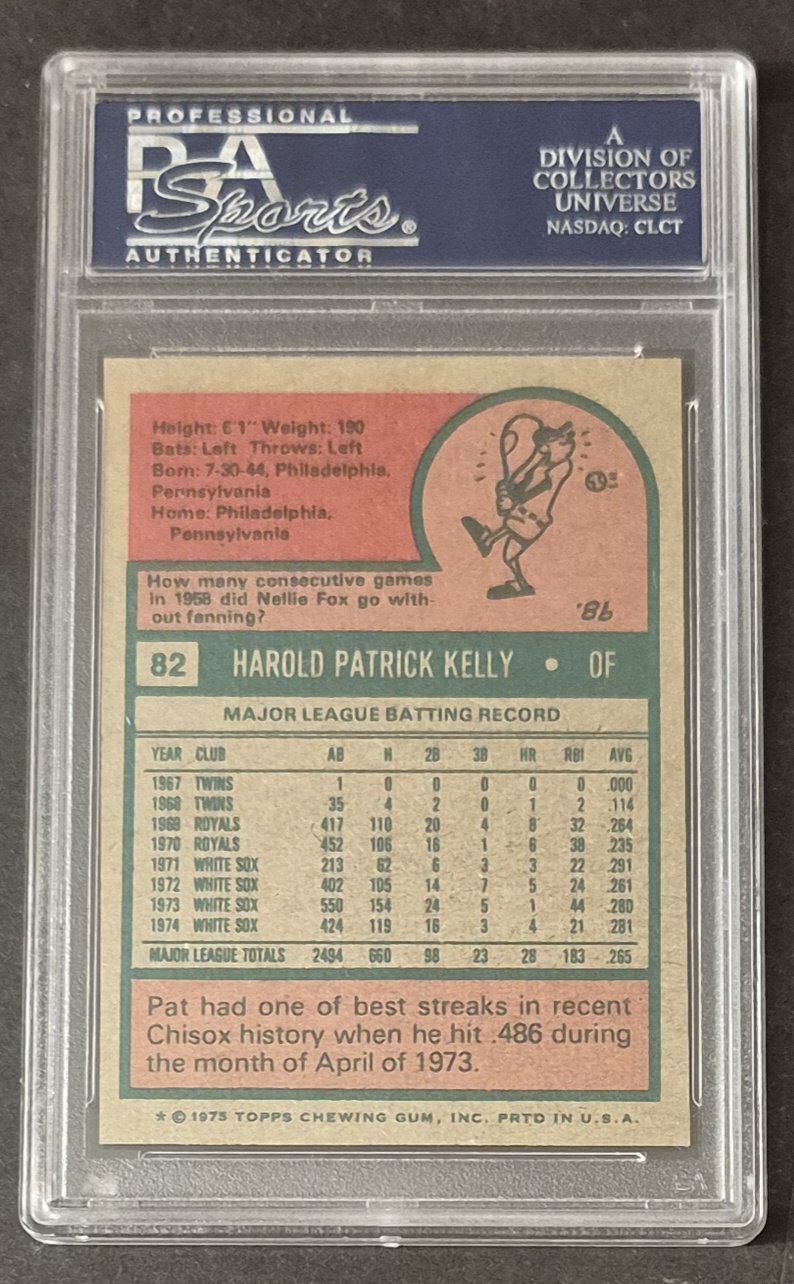 PROFESSIONAL
PSA
Sports®
AUTHENTICATOR
A
DIVISION OF
COLLECTORS
UNIVERSE
NASDAQ: CLCT
Height: 6'1" Weight: 190
Bats: Left Throws: Left
Born: 7-30-44, Philadelphia,
Pennsylvania
Home: Philadelphia,
Pennsylvania
How many consecutive games
in 1958 did Nellie Fox go with-
out fanning?
'86
82 HAROLD PATRICK KELLY • OF
MAJOR LEAGUE BATTING RECORD
YEAR CLUB AB H 2B 3B HR RBI AVG
1967 TWINS 1 0 0 0 0 0 .000
1968 TWINS 35 4 2 0 1 2 .114
1969 ROYALS 417 110 20 4 8 32 .264
1970 ROYALS 452 106 16 1 6 38 .235
1971 WHITE SOX 213 62 6 3 3 22 .291
1972 WHITE SOX 402 105 14 7 5 24 .261
1973 WHITE SOX 550 154 24 5 1 44 .280
1974 WHITE SOX 424 119 16 3 4 21 .281
MAJOR LEAGUE TOTALS 2494 660 98 23 28 183 .265
Pat had one of best streaks in recent
Chisox history when he hit .486 during
the month of April of 1973.
* © 1975 TOPPS CHEWING GUM, INC. PRTD IN U.S.A.